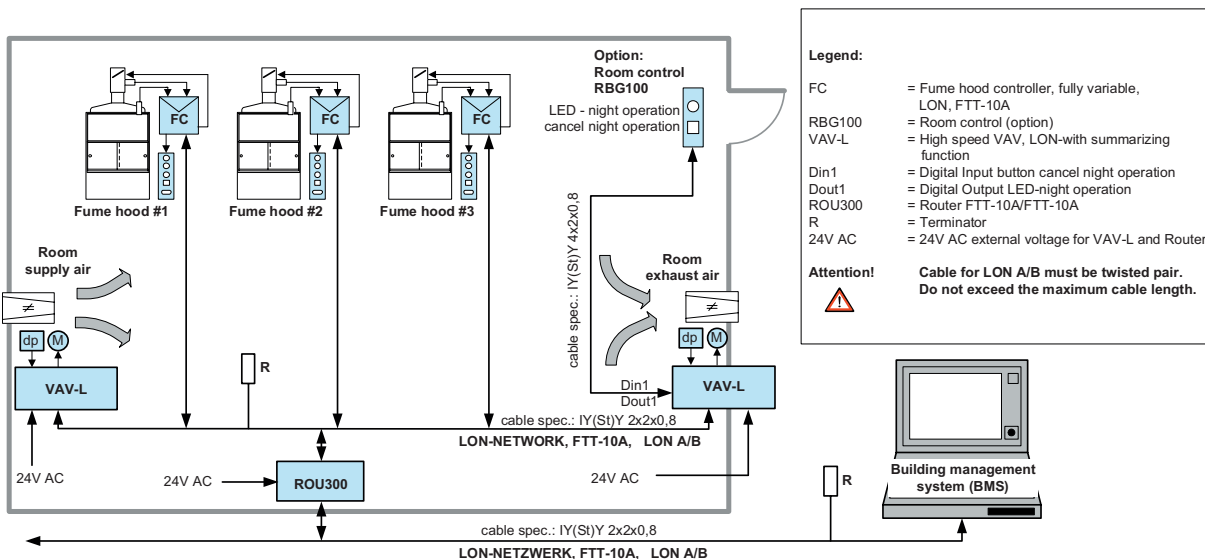 Option:
Room control
RBG100
LED - night operation
cancel night operation
FC
FC
FC
Fume hood #1
Fume hood #2
Fume hood #3
cable spec.: IY(St)Y 4x2x0,8
Room
supply air
Room
exhaust air
≠
≠
dp
M
dp
M
VAV-L
R
Din1
Dout1
VAV-L
cable spec.: IY(St)Y 2x2x0,8
LON-NETWORK, FTT-10A, LON A/B
24V AC
24V AC
ROU300
24V AC
R
cable spec.: IY(St)Y 2x2x0,8
LON-NETZWERK, FTT-10A, LON A/B
Building management
system (BMS)
Legend:
FC = Fume hood controller, fully variable,
LON, FTT-10A
RBG100 = Room control (option)
VAV-L = High speed VAV, LON-with summarizing
function
Din1 = Digital Input button cancel night operation
Dout1 = Digital Output LED-night operation
ROU300 = Router FTT-10A/FTT-10A
R = Terminator
24V AC = 24V AC external voltage for VAV-L and Router
Attention! Cable for LON A/B must be twisted pair.
Do not exceed the maximum cable length.